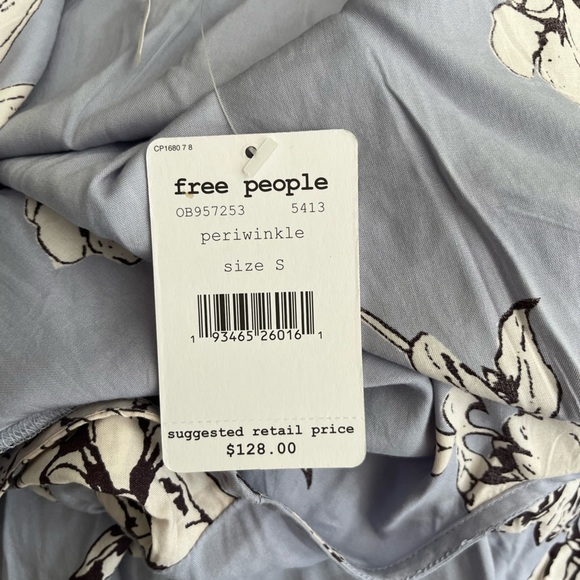 CP1680 7 8
free people
OB957253 5413
periwinkle
size S
1 93465 26016 1
suggested retail price
$128.00